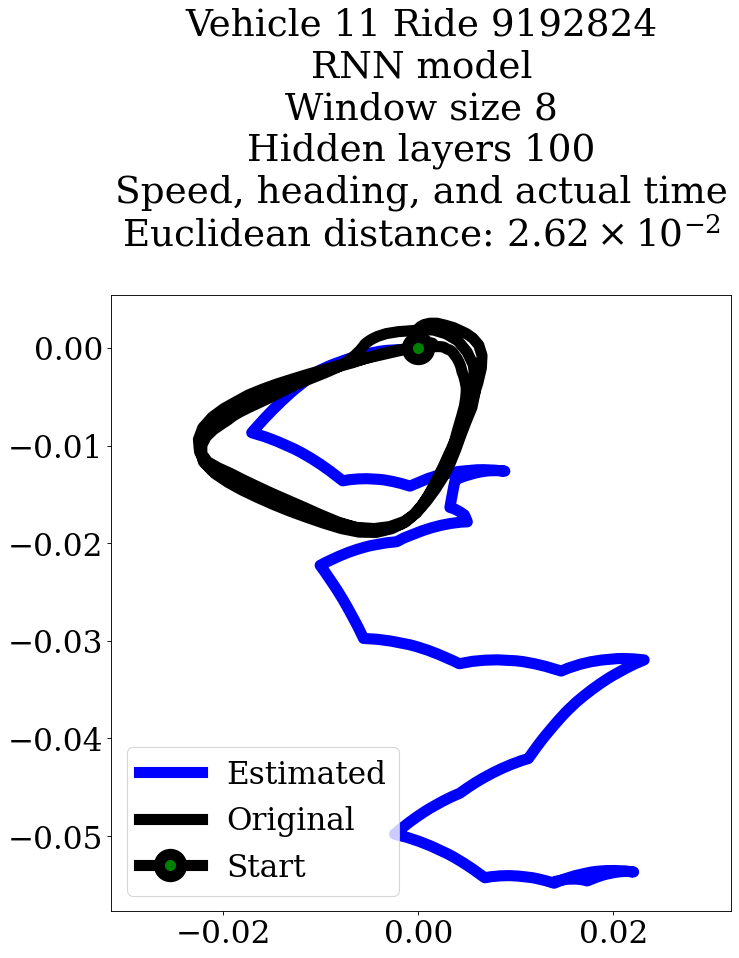 Vehicle 11 Ride 9192824
RNN model
Window size 8
Hidden layers 100
Speed, heading, and actual time
Euclidean distance: 2.62 × 10⁻²
0.00
−0.01
−0.02
−0.03
−0.04
−0.05
Estimated
Original
Start
−0.02 0.00 0.02